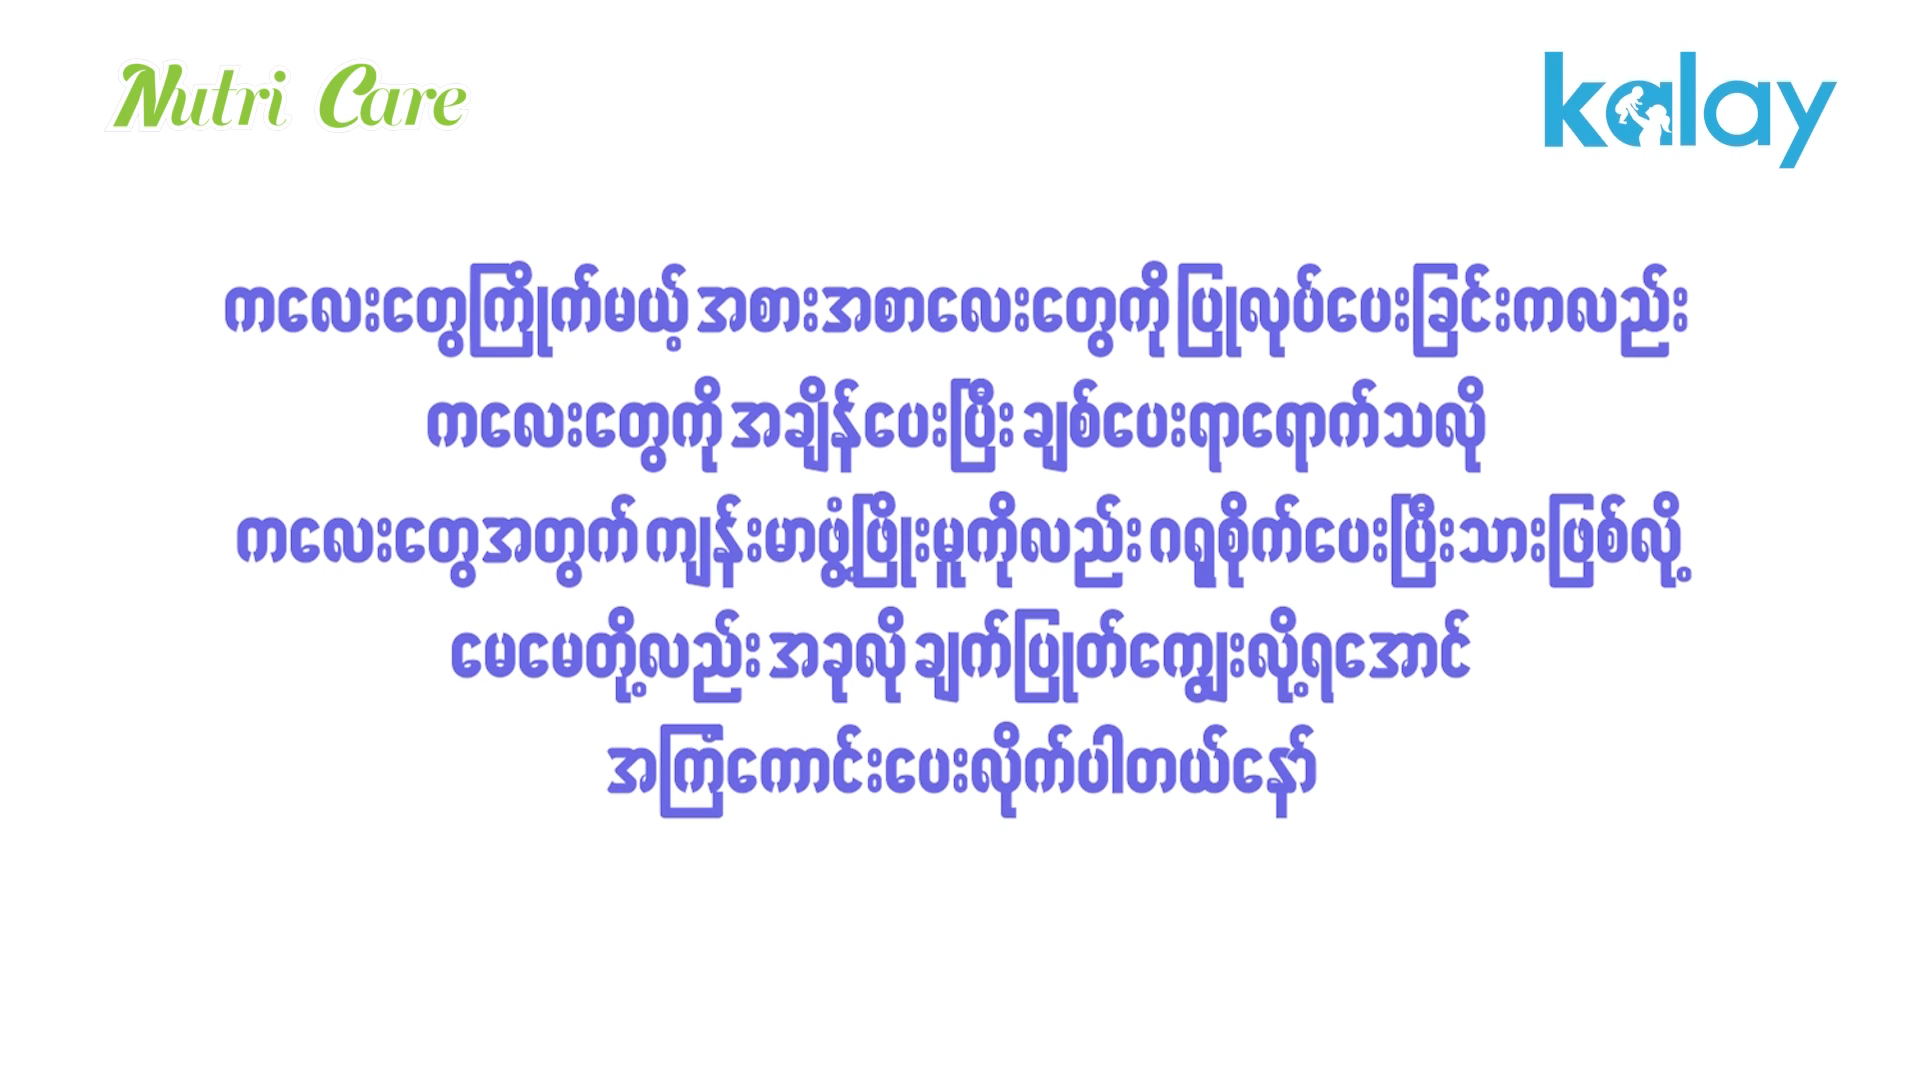 Nutri Care
kalay
ကလေးတွေကြိုက်မယ့် အစားအစာလေးတွေကို ပြုလုပ်ပေးခြင်းကလည်း
ကလေးတွေကို အချိန်ပေးပြီး ချစ်ပေးရာရောက်သလို
ကလေးတွေအတွက် ကျန်းမာဖွံ့ဖြိုးမှုကိုလည်း ဂရုစိုက်ပေးပြီးသားဖြစ်လို့
မေမေတို့လည်း အခုလို ချက်ပြုတ်ကျွေးလို့ရအောင်
အကြံကောင်းပေးလိုက်ပါတယ်နော်